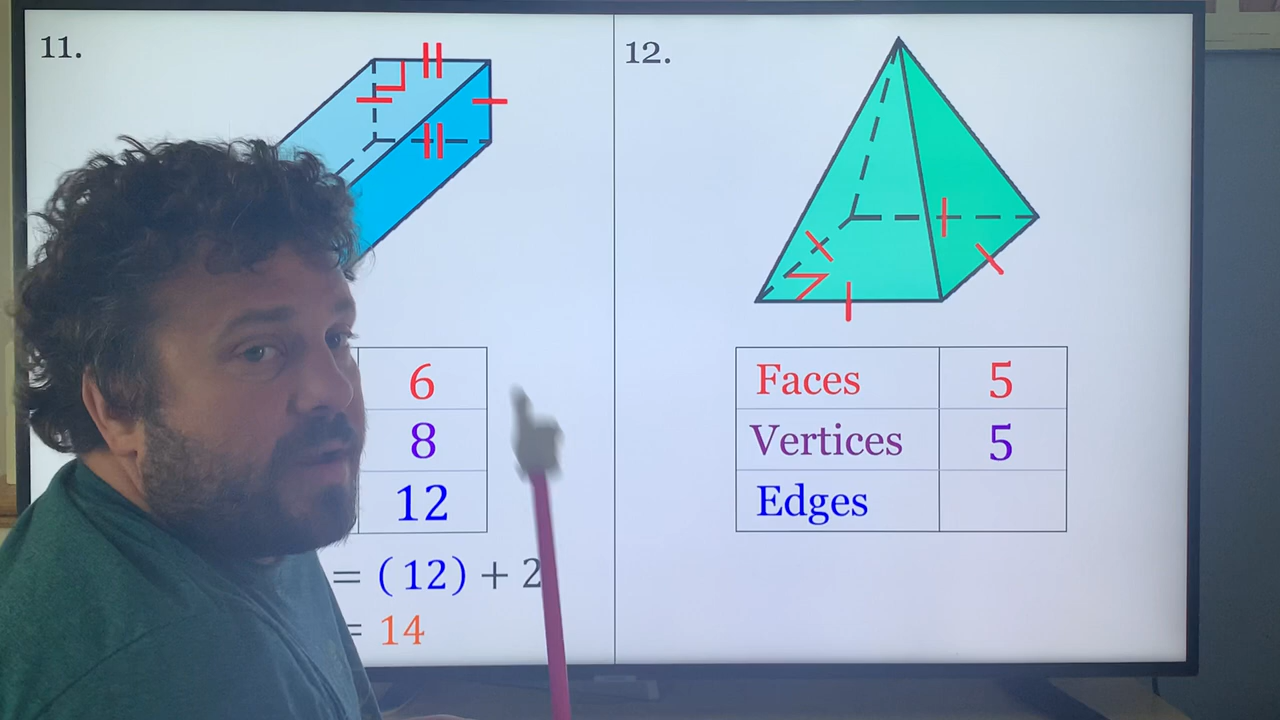 11.
6
8
12
= (12) + 2
= 14
12.
Faces 5
Vertices 5
Edges